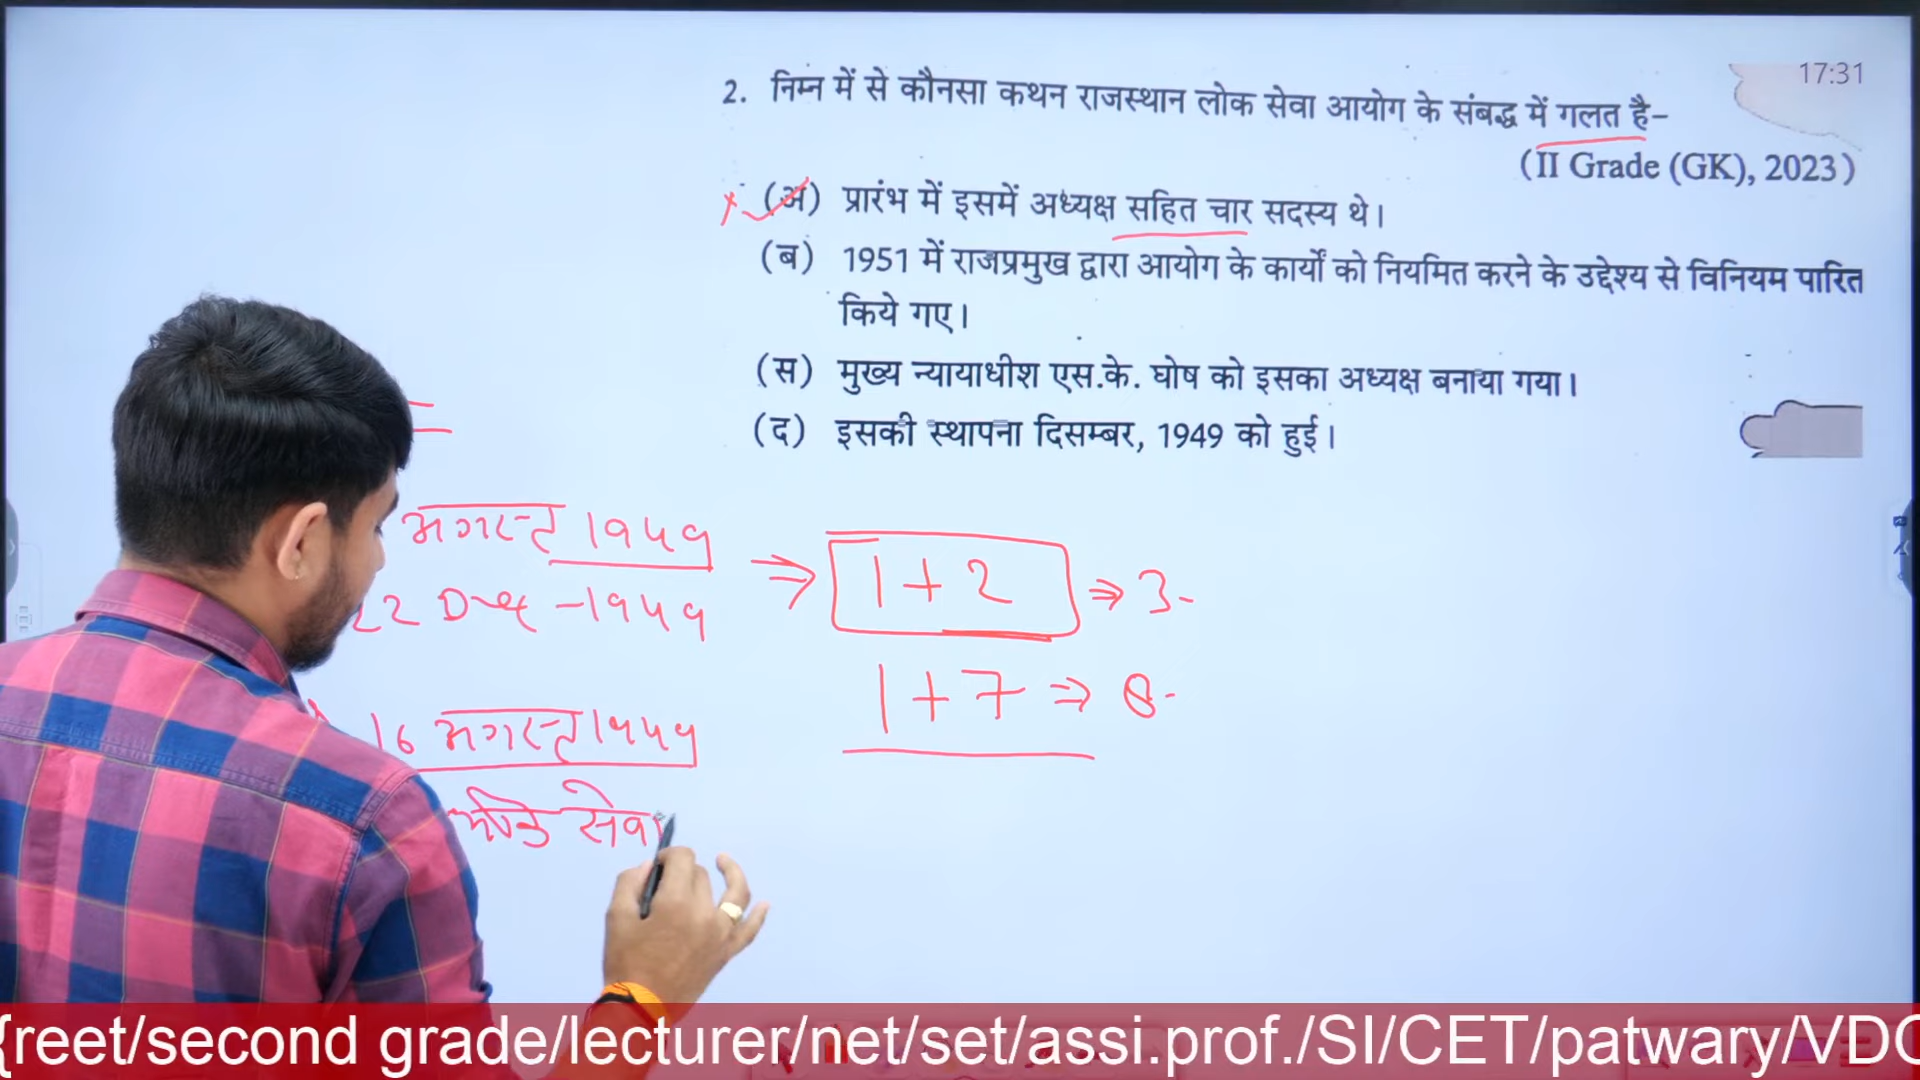 17:31
2. निम्न में से कौनसा कथन राजस्थान लोक सेवा आयोग के संबद्ध में गलत है-
(II Grade (GK), 2023)
(अ) प्रारंभ में इसमें अध्यक्ष सहित चार सदस्य थे।
(ब) 1951 में राजप्रमुख द्वारा आयोग के कार्यों को नियमित करने के उद्देश्य से विनियम पारित
किये गए।
(स) मुख्य न्यायाधीश एस.के. घोष को इसका अध्यक्ष बनाया गया।
(द) इसकी स्थापना दिसम्बर, 1949 को हुई।
अगस्त 1949 ⇒ 1+2 ⇒ 3-
22 Dec -1949
1+7 ⇒ 8-
16 अगस्त 1949
सेवा
{reet/second grade/lecturer/net/set/assi.prof./SI/CET/patwary/VDO